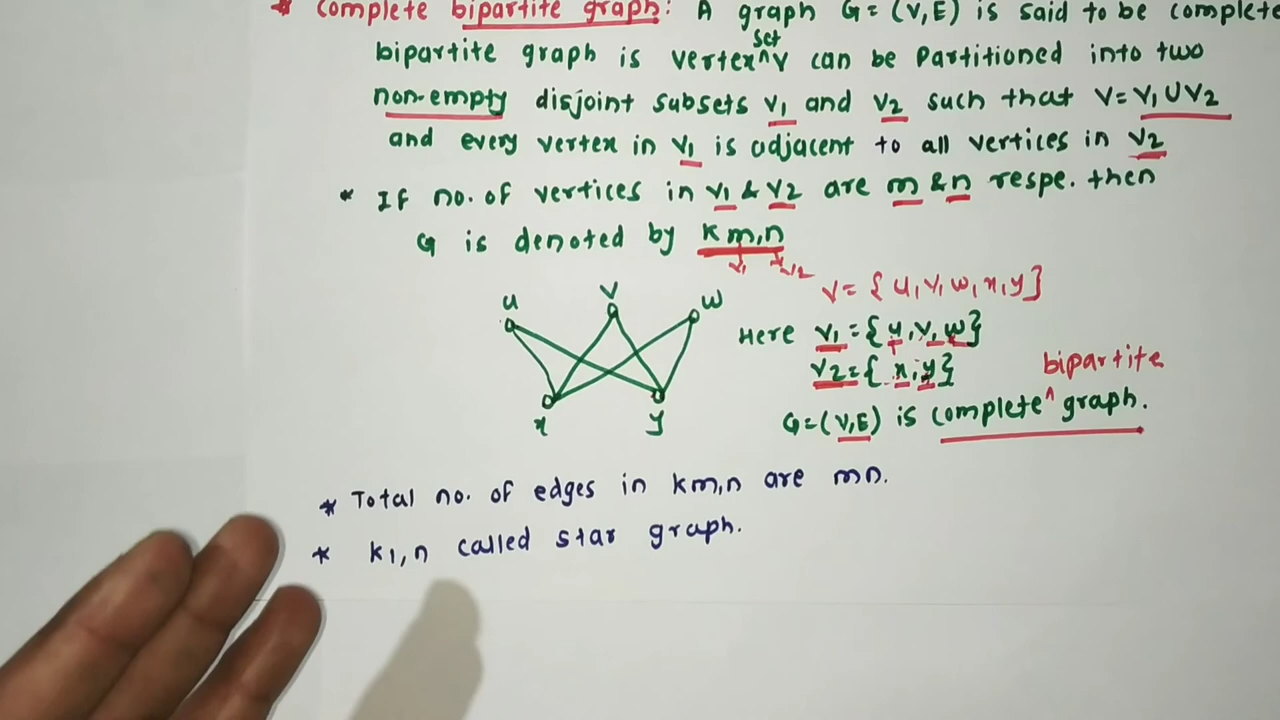 * Complete bipartite graph: A graph G = (V,E) is said to be complete
bipartite graph is vertex set^ V can be partitioned into two
non-empty disjoint subsets V1 and V2 such that V = V1 ∪ V2
and every vertex in V1 is adjacent to all vertices in V2
* If no. of vertices in V1 & V2 are m & n respe. then
G is denoted by Km,n
V1 V2
V = {u,v,w,x,y}
u v w
Here V1 = {u,v,w}
V2 = {x,y}
x y
G=(V,E) is complete ^bipartite graph.
* Total no. of edges in Km,n are mn.
* K1,n called star graph.